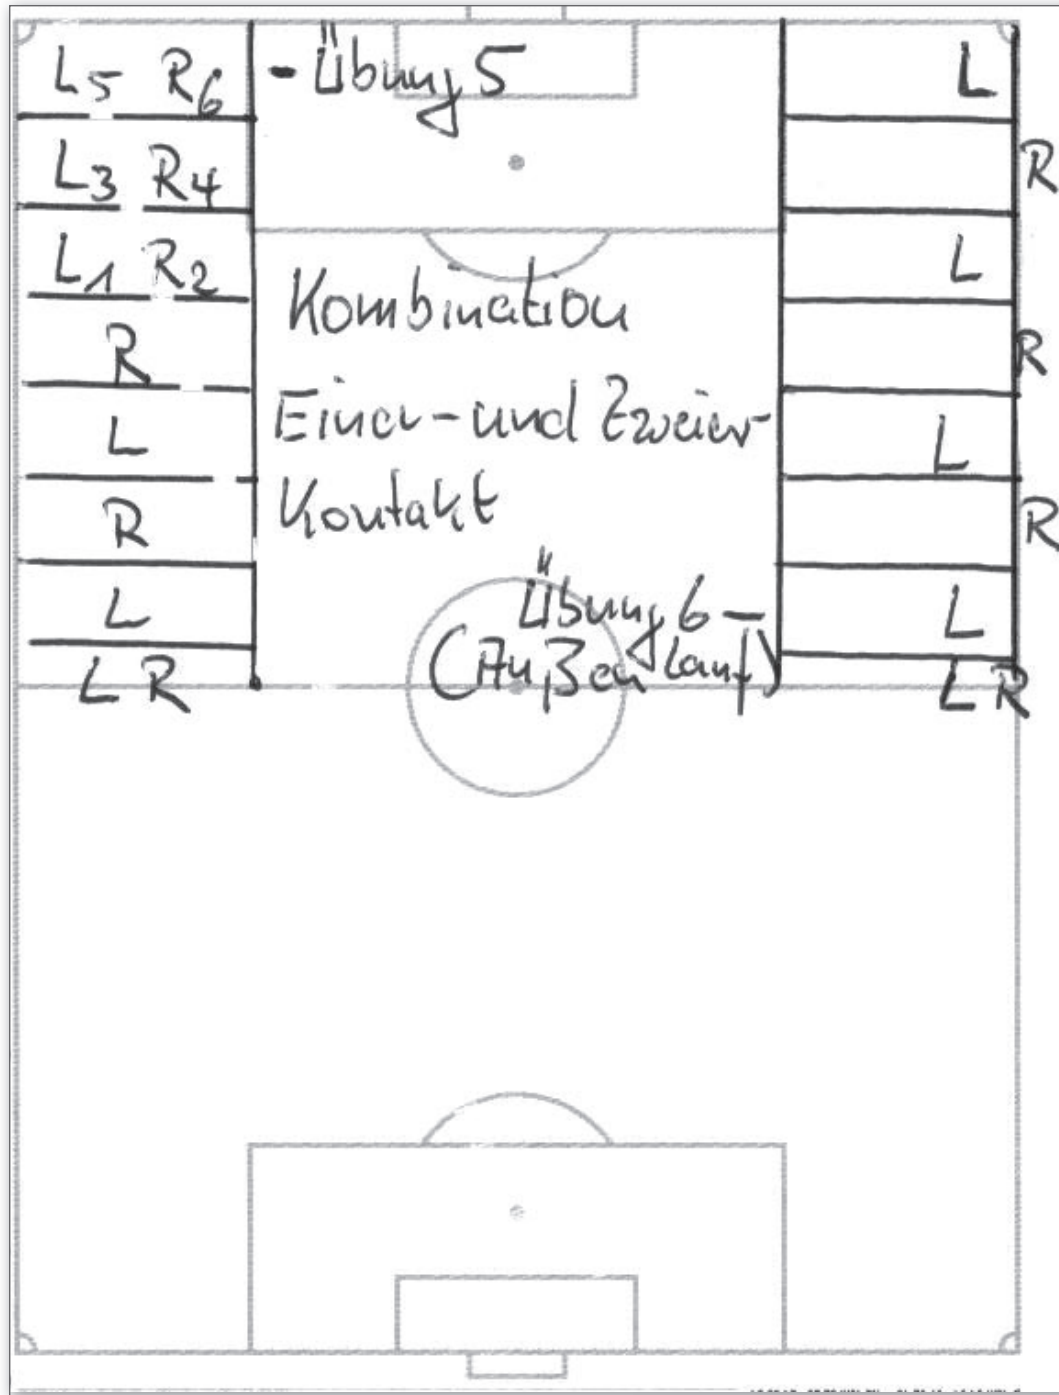 L5 R6
- Übung 5
L
L3 R4
R
L1 R2
L
Kombination
R
R
Einer- und Zweier-
L
L
Kontakt
R
R
Übung 6 -
L
L
(Außenlauf)
L R
L R